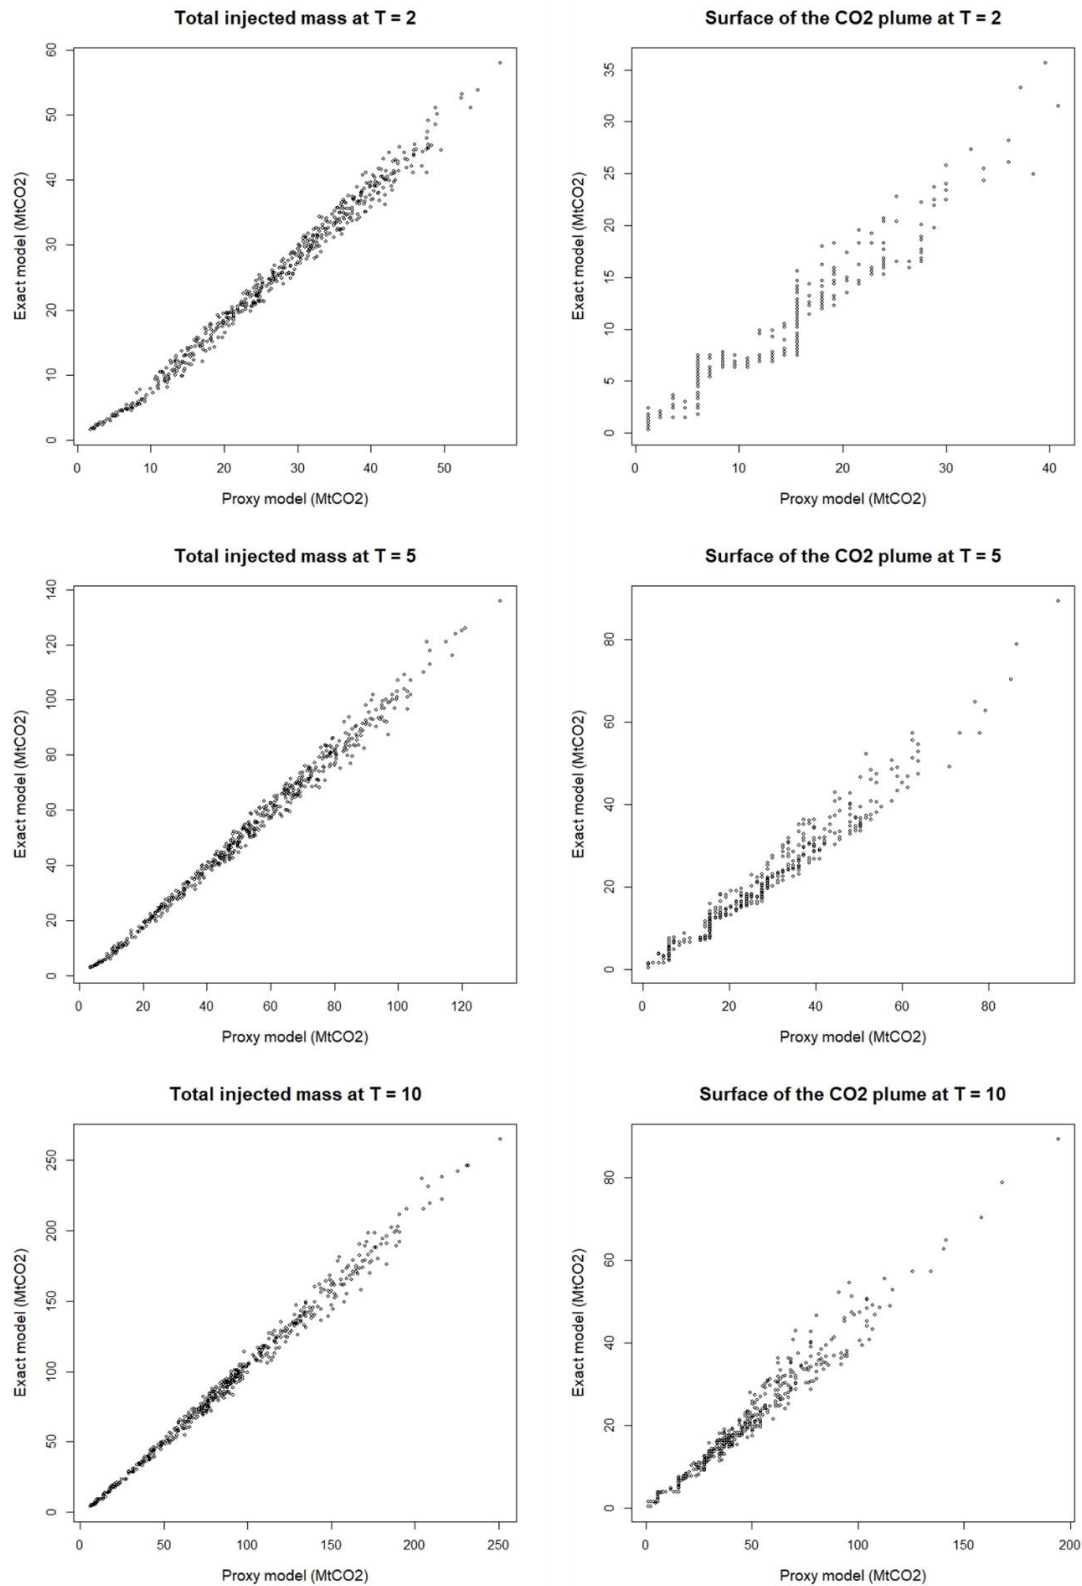 Total injected mass at T = 2
60
50
40
30
20
10
0
Exact model (MtCO2)
0 10 20 30 40 50
Proxy model (MtCO2)
Surface of the CO2 plume at T = 2
35
30
25
20
15
10
5
0
Exact model (MtCO2)
0 10 20 30 40
Proxy model (MtCO2)
Total injected mass at T = 5
140
120
100
80
60
40
20
0
Exact model (MtCO2)
0 20 40 60 80 100 120
Proxy model (MtCO2)
Surface of the CO2 plume at T = 5
80
60
40
20
0
Exact model (MtCO2)
0 20 40 60 80
Proxy model (MtCO2)
Total injected mass at T = 10
250
200
150
100
50
0
Exact model (MtCO2)
0 50 100 150 200 250
Proxy model (MtCO2)
Surface of the CO2 plume at T = 10
80
60
40
20
0
Exact model (MtCO2)
0 50 100 150 200
Proxy model (MtCO2)